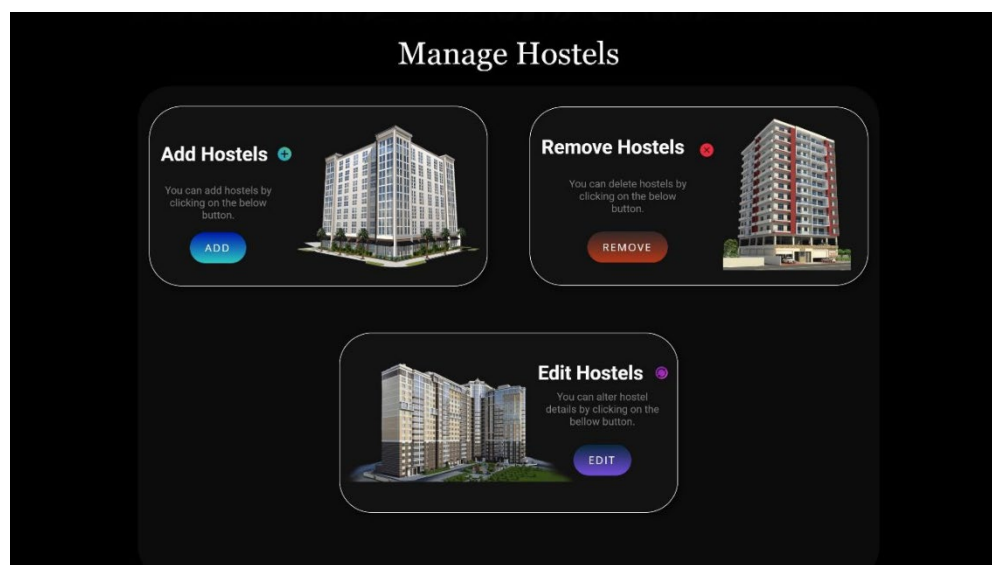 Manage Hostels
Add Hostels
You can add hostels by
clicking on the below
button.
ADD
Remove Hostels
You can delete hostels by
clicking on the below
button.
REMOVE
Edit Hostels
You can alter hostel
details by clicking on the
bellow button.
EDIT